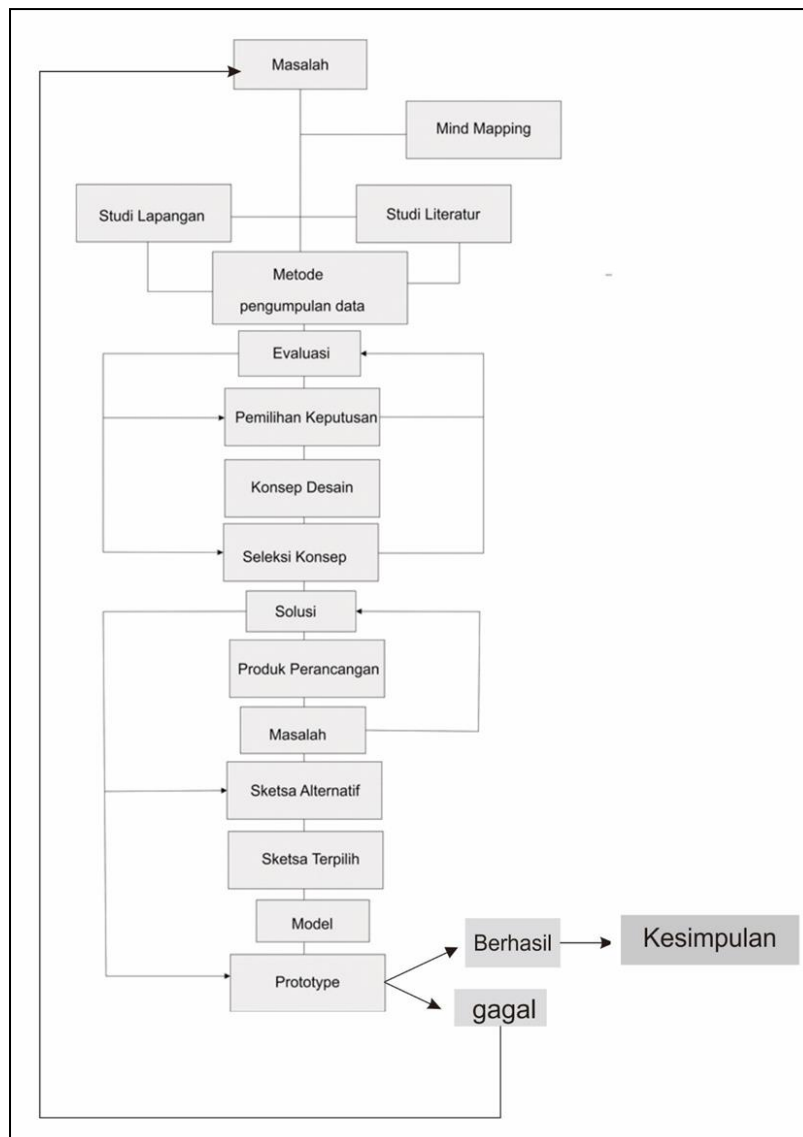 Masalah
Mind Mapping
Studi Lapangan
Studi Literatur
Metode
pengumpulan data
Evaluasi
Pemilihan Keputusan
Konsep Desain
Seleksi Konsep
Solusi
Produk Perancangan
Masalah
Sketsa Alternatif
Sketsa Terpilih
Model
Prototype
Berhasil
Kesimpulan
gagal